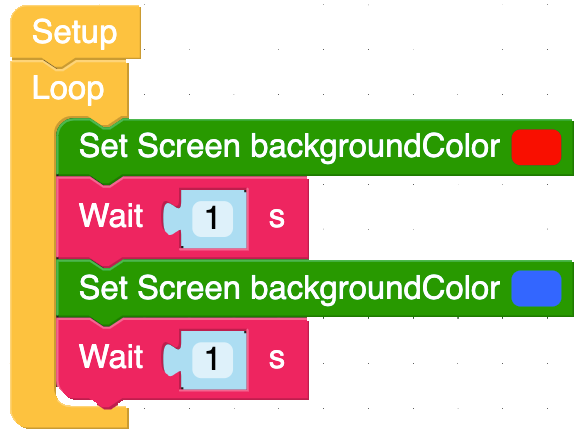 Setup
Loop
Set Screen backgroundColor
Wait 1 s
Set Screen backgroundColor
Wait 1 s